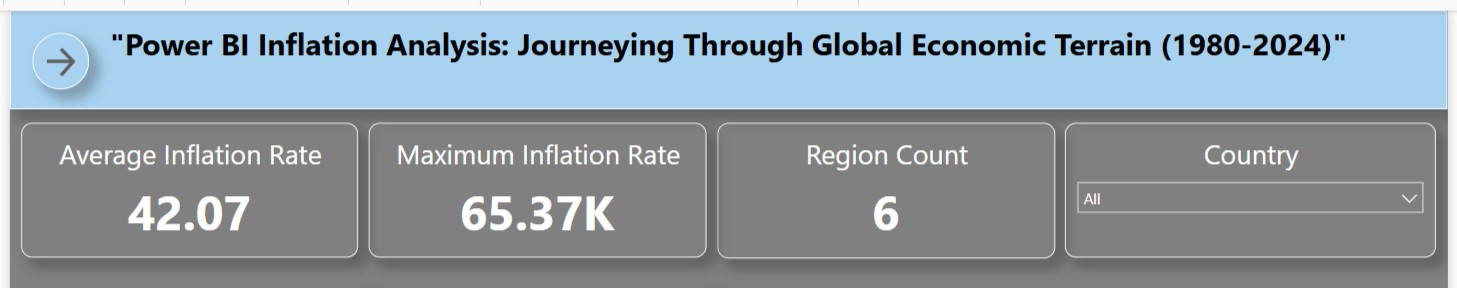 "Power BI Inflation Analysis: Journeying Through Global Economic Terrain (1980-2024)"
Average Inflation Rate
42.07
Maximum Inflation Rate
65.37K
Region Count
6
Country
All